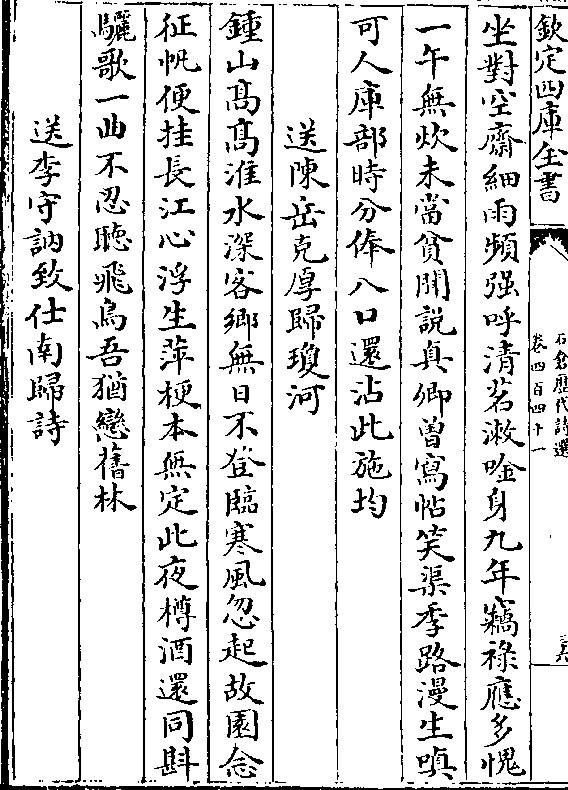 欽定四庫全書
石倉歴代詩選
卷四百四十一
坐對空齋細雨頻强呼清茗潄吟身九年竊祿應多愧
一午無炊未當貧聞說真卿曽寫帖笑渠季路漫生嗔
可人庫部時分俸八口還沾此施均
送陳岳克厚歸瓊河
鍾山髙髙淮水深客鄉無日不登臨寒風忽起故園念
征帆便挂長江心浮生萍梗本無定此夜樽酒還同斟
驪歌一曲不忍聽飛鳥吾猶戀舊林
送李守訥致仕南歸詩